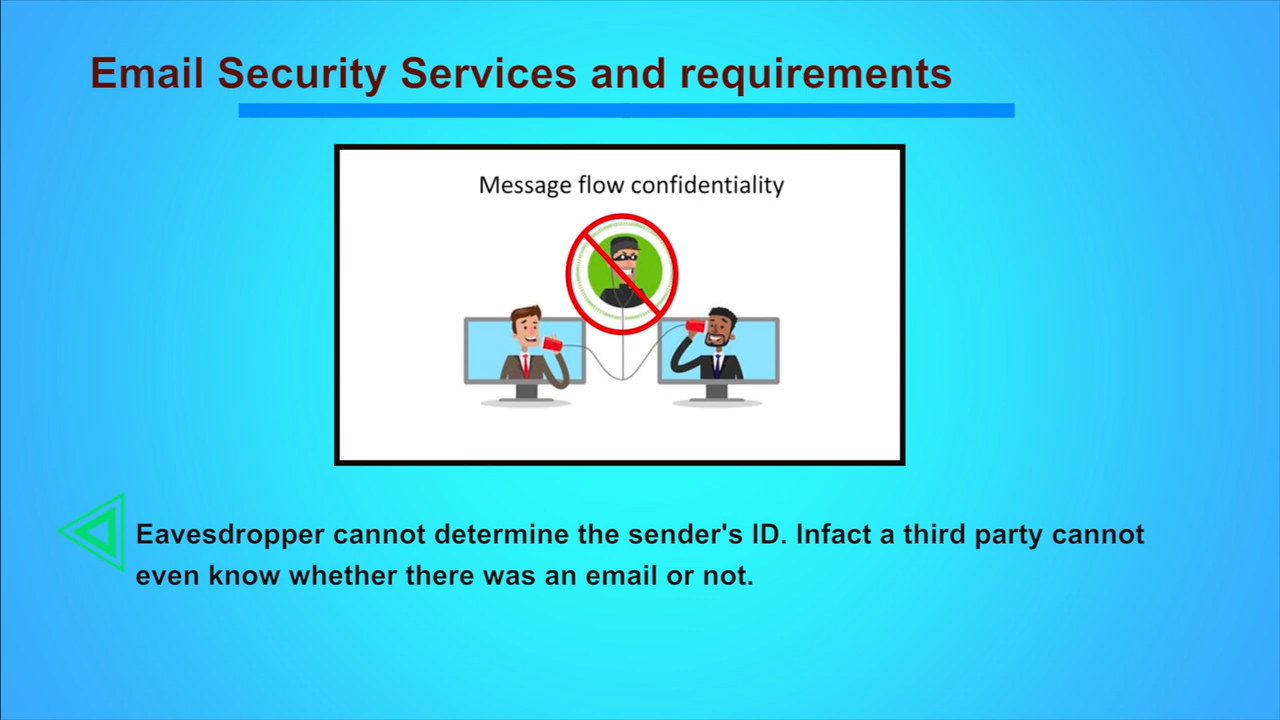 Email Security Services and requirements
Message flow confidentiality
Eavesdropper cannot determine the sender's ID. Infact a third party cannot
even know whether there was an email or not.